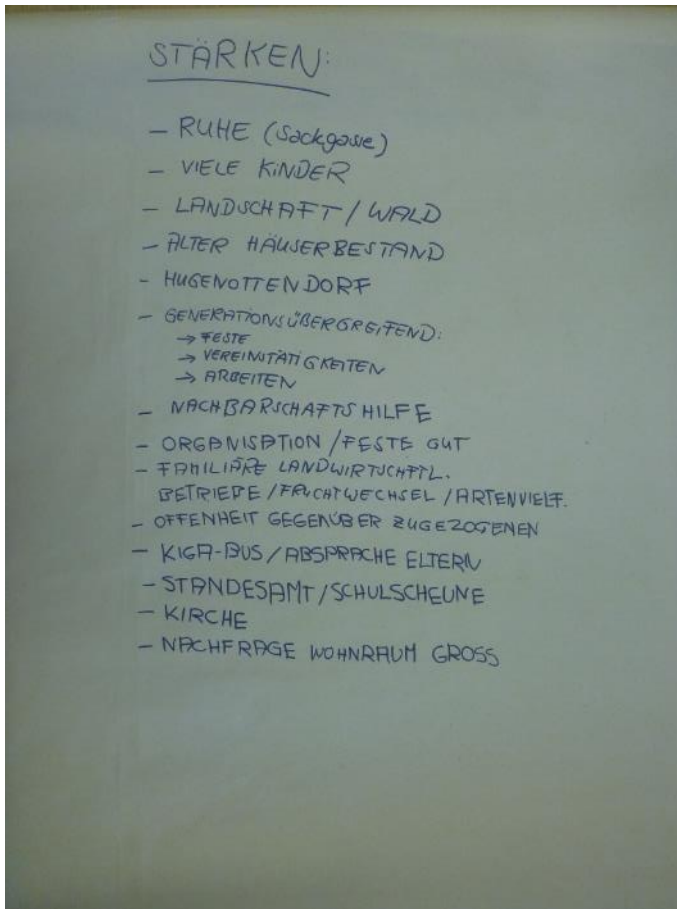 STÄRKEN:
- RUHE (Sackgasse)
- VIELE KINDER
- LANDSCHAFT / WALD
- ALTER HÄUSERBESTAND
- HUGENOTTENDORF
- GENERATIONSÜBERGREIFEND:
→ FESTE
→ VEREINSTÄTIGKEITEN
→ ARBEITEN
- NACHBARSCHAFTSHILFE
- ORGANISATION / FESTE GUT
- FAMILIÄRE LANDWIRTSCHFTL.
BETRIEBE / FRUCHTWECHSEL / ARTENVIELF.
- OFFENHEIT GEGENÜBER ZUGEZOGENEN
- KIGA-BUS / ABSPRACHE ELTERN
- STANDESAMT / SCHULSCHEUNE
- KIRCHE
- NACHFRAGE WOHNRAUM GROSS